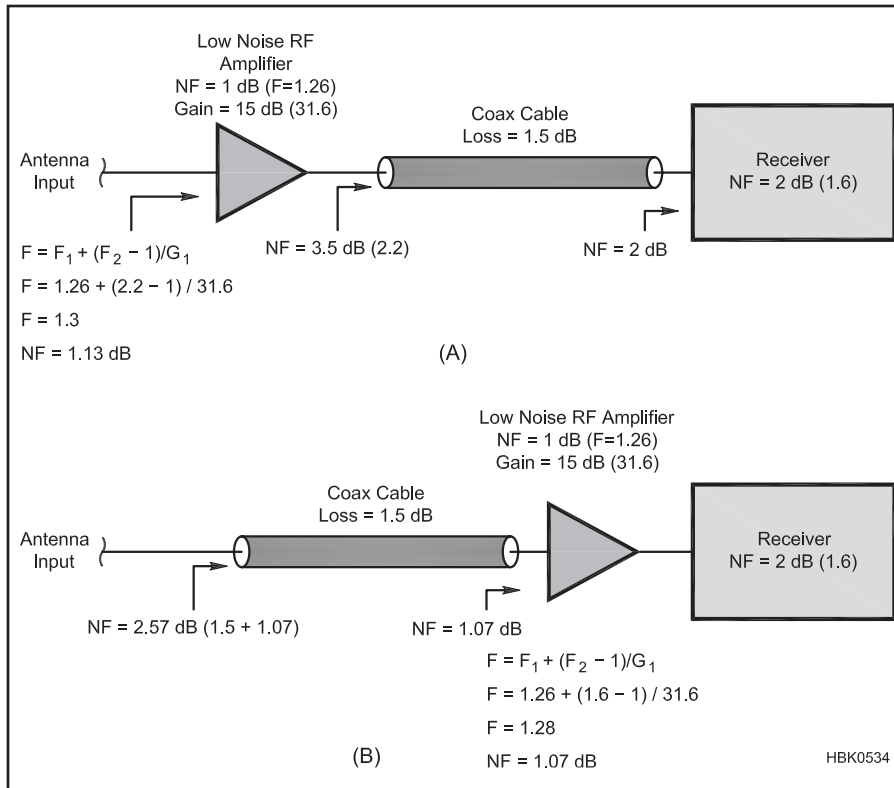 Low Noise RF
Amplifier
NF = 1 dB (F=1.26)
Gain = 15 dB (31.6)
Coax Cable
Loss = 1.5 dB
Antenna
Input
Receiver
NF = 2 dB (1.6)
F = F₁ + (F₂ − 1)/G₁
F = 1.26 + (2.2 − 1) / 31.6
F = 1.3
NF = 1.13 dB
NF = 3.5 dB (2.2)
NF = 2 dB
(A)
Low Noise RF Amplifier
NF = 1 dB (F=1.26)
Gain = 15 dB (31.6)
Coax Cable
Loss = 1.5 dB
Antenna
Input
Receiver
NF = 2 dB (1.6)
NF = 2.57 dB (1.5 + 1.07)
NF = 1.07 dB
F = F₁ + (F₂ − 1)/G₁
F = 1.26 + (1.6 − 1) / 31.6
F = 1.28
NF = 1.07 dB
(B)
HBK0534